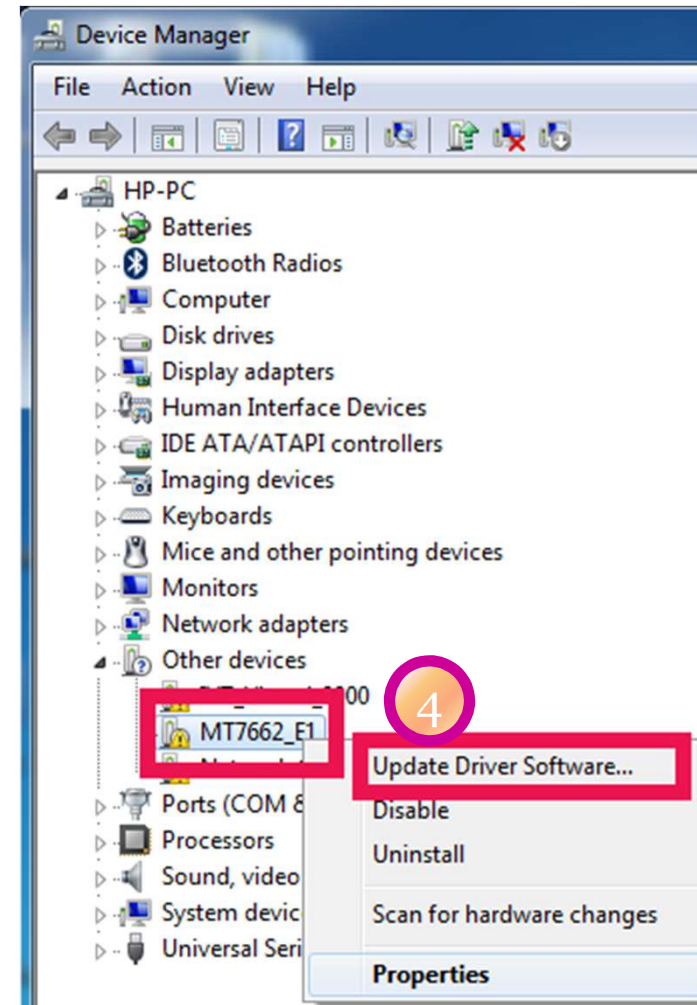 Device Manager
File Action View Help
HP-PC
Batteries
Bluetooth Radios
Computer
Disk drives
Display adapters
Human Interface Devices
IDE ATA/ATAPI controllers
Imaging devices
Keyboards
Mice and other pointing devices
Monitors
Network adapters
Other devices
4
MT7662_E1
Update Driver Software...
Ports (COM &
Disable
Processors
Uninstall
Sound, video
System devic
Scan for hardware changes
Universal Seri
Properties